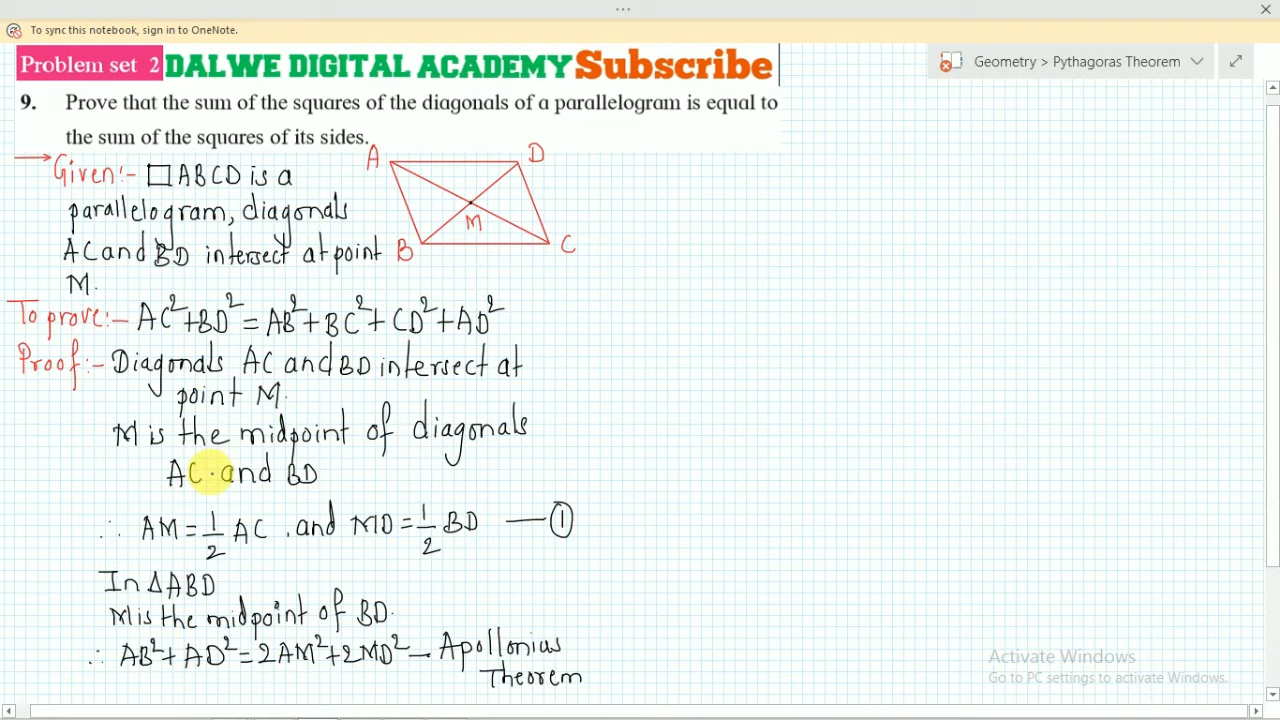 To sync this notebook, sign in to OneNote.
Problem set 2 DALWE DIGITAL ACADEMY Subscribe
Geometry > Pythagoras Theorem
9. Prove that the sum of the squares of the diagonals of a parallelogram is equal to
the sum of the squares of its sides.
Given:- □ABCD is a
parallelogram, diagonals
AC and BD intersect at point
M.
A D
M
B C
To prove:- AC²+BD² = AB²+BC²+CD²+AD²
Proof:- Diagonals AC and BD intersect at
point M.
M is the midpoint of diagonals
AC and BD
∴ AM = 1/2 AC, and MD = 1/2 BD — ①
In ΔABD
M is the midpoint of BD.
∴ AB²+AD² = 2AM²+2MD² - Apollonius
Theorem
Activate Windows
Go to PC settings to activate Windows.